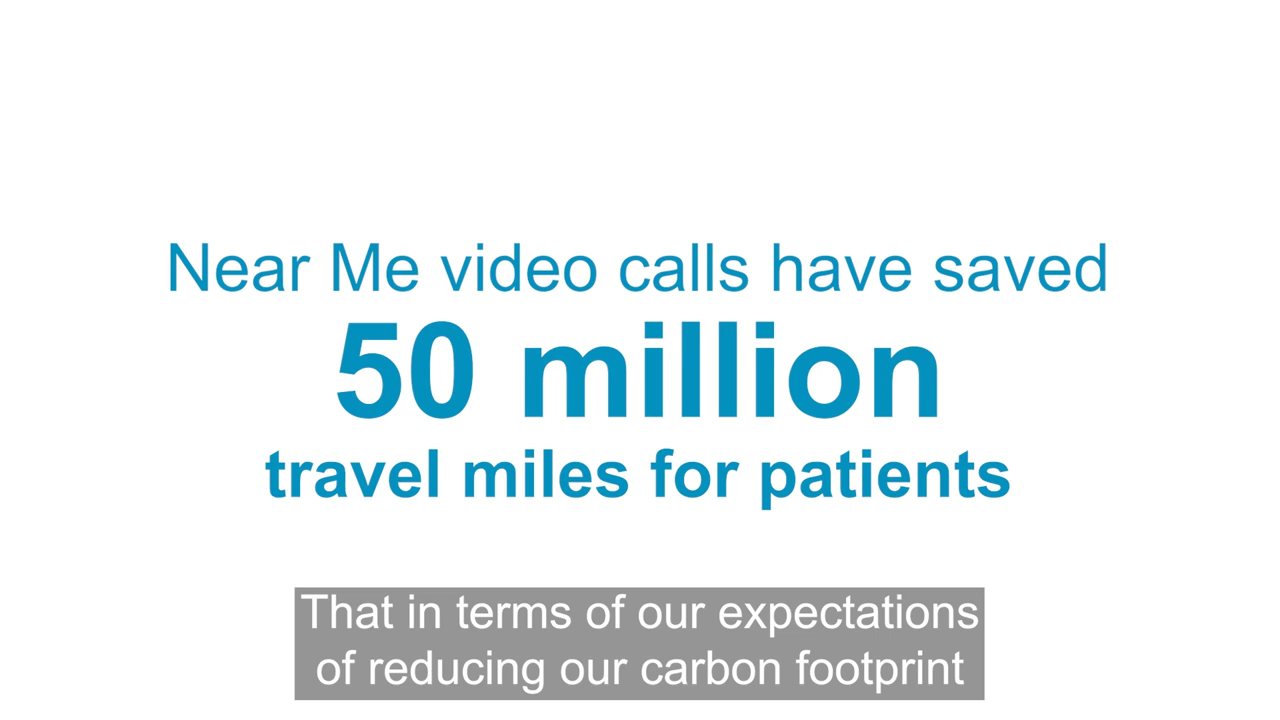 Near Me video calls have saved
50 million
travel miles for patients
That in terms of our expectations
of reducing our carbon footprint